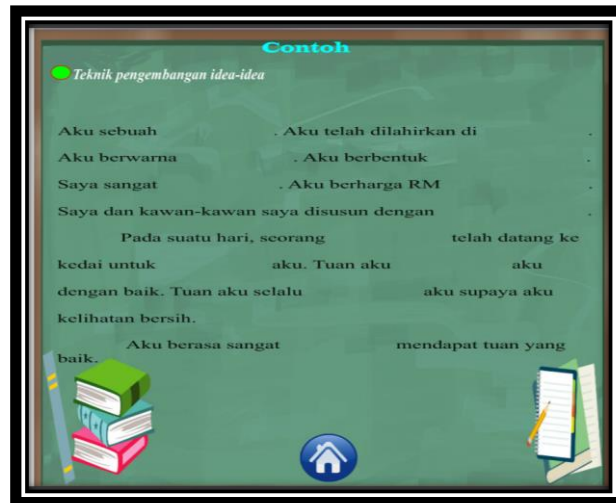 Contoh
Teknik pengembangan idea-idea
Aku sebuah . Aku telah dilahirkan di .
Aku berwarna . Aku berbentuk .
Saya sangat . Aku berharga RM .
Saya dan kawan-kawan saya disusun dengan .
Pada suatu hari, seorang telah datang ke
kedai untuk aku. Tuan aku aku
dengan baik. Tuan aku selalu aku supaya aku
kelihatan bersih.
Aku berasa sangat mendapat tuan yang
baik.